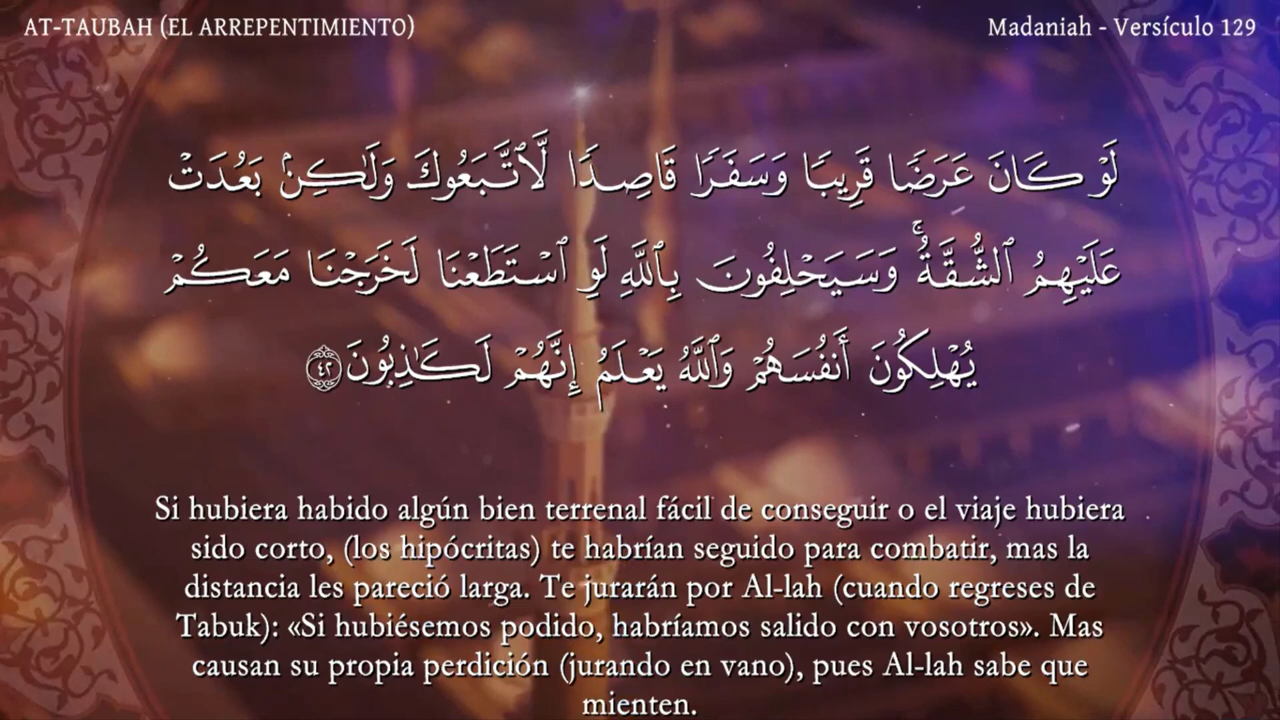 AT-TAUBAH (EL ARREPENTIMIENTO)
Madaniah - Versículo 129
لَوْ كَانَ عَرَضًا قَرِيبًا وَسَفَرًا قَاصِدًا لَّٱتَّبَعُوكَ وَلَٰكِنۢ بَعُدَتْ
عَلَيْهِمُ ٱلشُّقَّةُ ۚ وَسَيَحْلِفُونَ بِٱللَّهِ لَوِ ٱسْتَطَعْنَا لَخَرَجْنَا مَعَكُمْ
يُهْلِكُونَ أَنفُسَهُمْ وَٱللَّهُ يَعْلَمُ إِنَّهُمْ لَكَٰذِبُونَ ٤٢
Si hubiera habido algún bien terrenal fácil de conseguir o el viaje hubiera
sido corto, (los hipócritas) te habrían seguido para combatir, mas la
distancia les pareció larga. Te jurarán por Al-lah (cuando regreses de
Tabuk): «Si hubiésemos podido, habríamos salido con vosotros». Mas
causan su propia perdición (jurando en vano), pues Al-lah sabe que
mienten.